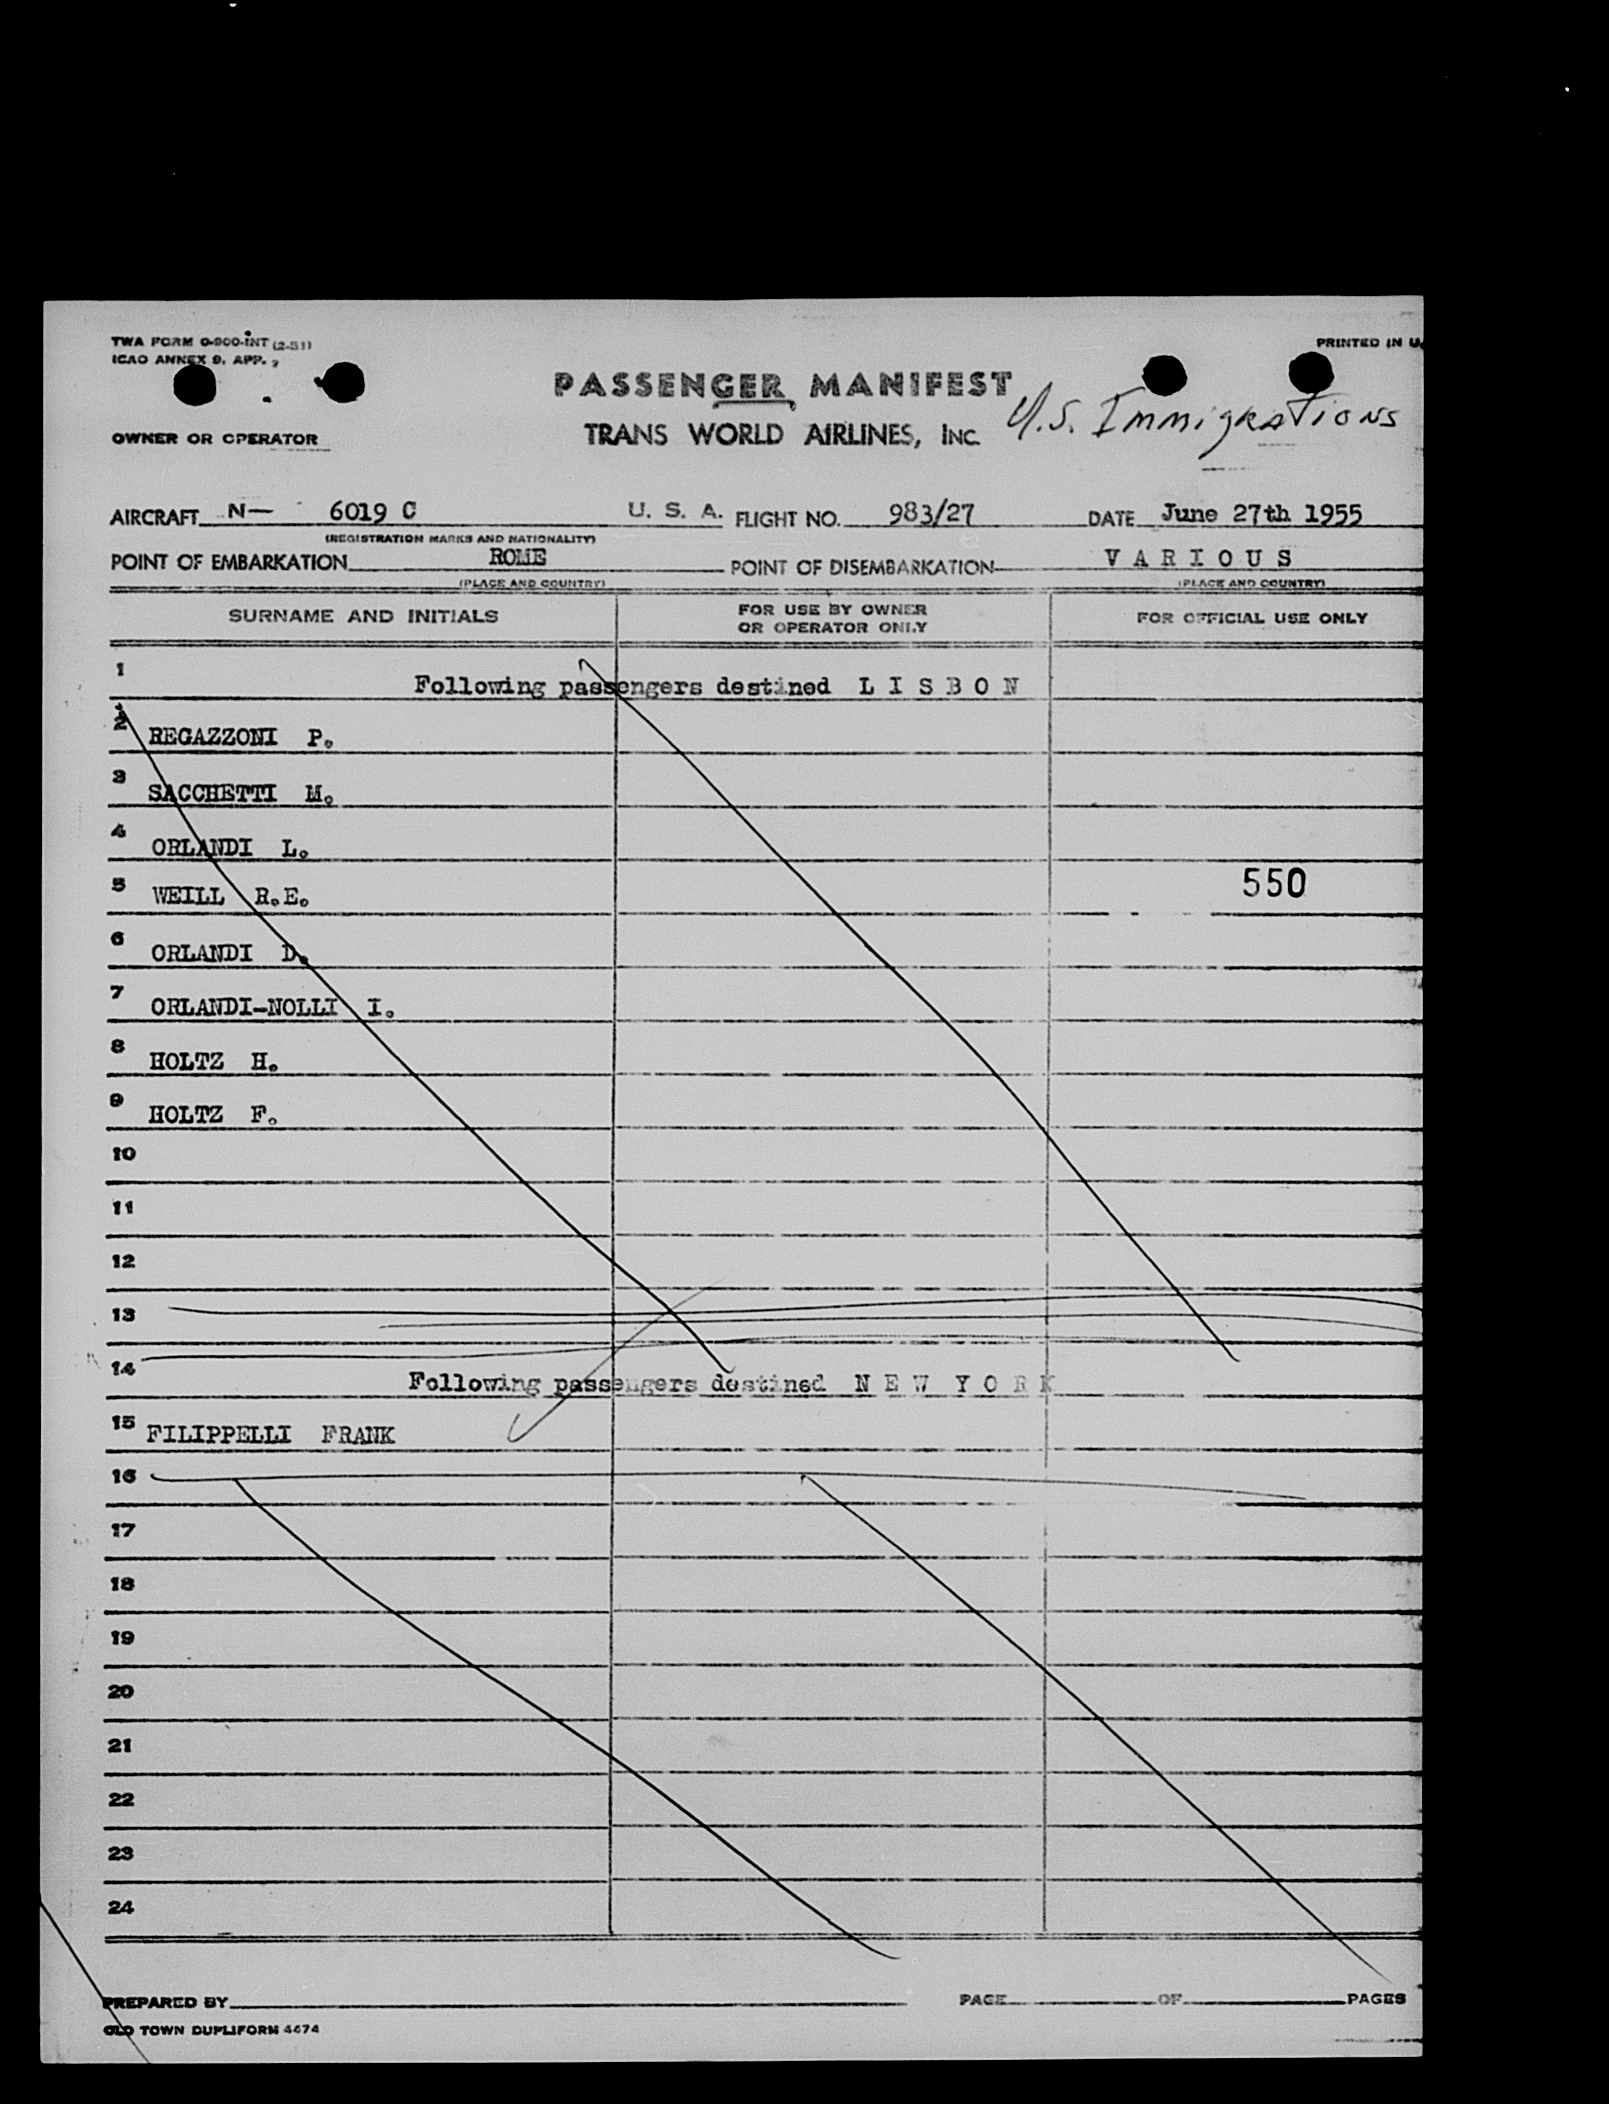 TWA FORM 0-900-INT (2-51)
ICAO ANNEX 9. APP.
PRINTED IN U.
PASSENGER MANIFEST
U.S. Immigrations
OWNER OR OPERATOR TRANS WORLD AIRLINES, INC.
AIRCRAFT N— 6019 C U. S. A. FLIGHT NO. 983/27 DATE June 27th 1955
(REGISTRATION MARKS AND NATIONALITY)
POINT OF EMBARKATION ROME POINT OF DISEMBARKATION V A R I O U S
(PLACE AND COUNTRY) (PLACE AND COUNTRY)
SURNAME AND INITIALS FOR USE BY OWNER OR OPERATOR ONLY FOR OFFICIAL USE ONLY
1 Following passengers destined L I S B O N
2 REGAZZONI P.
3 SACCHETTI M.
4 ORLANDI L.
5 WEILL R.E. 550
6 ORLANDI D.
7 ORLANDI-NOLLI I.
8 HOLTZ H.
9 HOLTZ F.
10
11
12
13
14 Following passengers destined N E W Y O R K
15 FILIPPELLI FRANK
16
17
18
19
20
21
22
23
24
PREPARED BY PAGE OF PAGES
OLD TOWN DUPLIFORM 4474